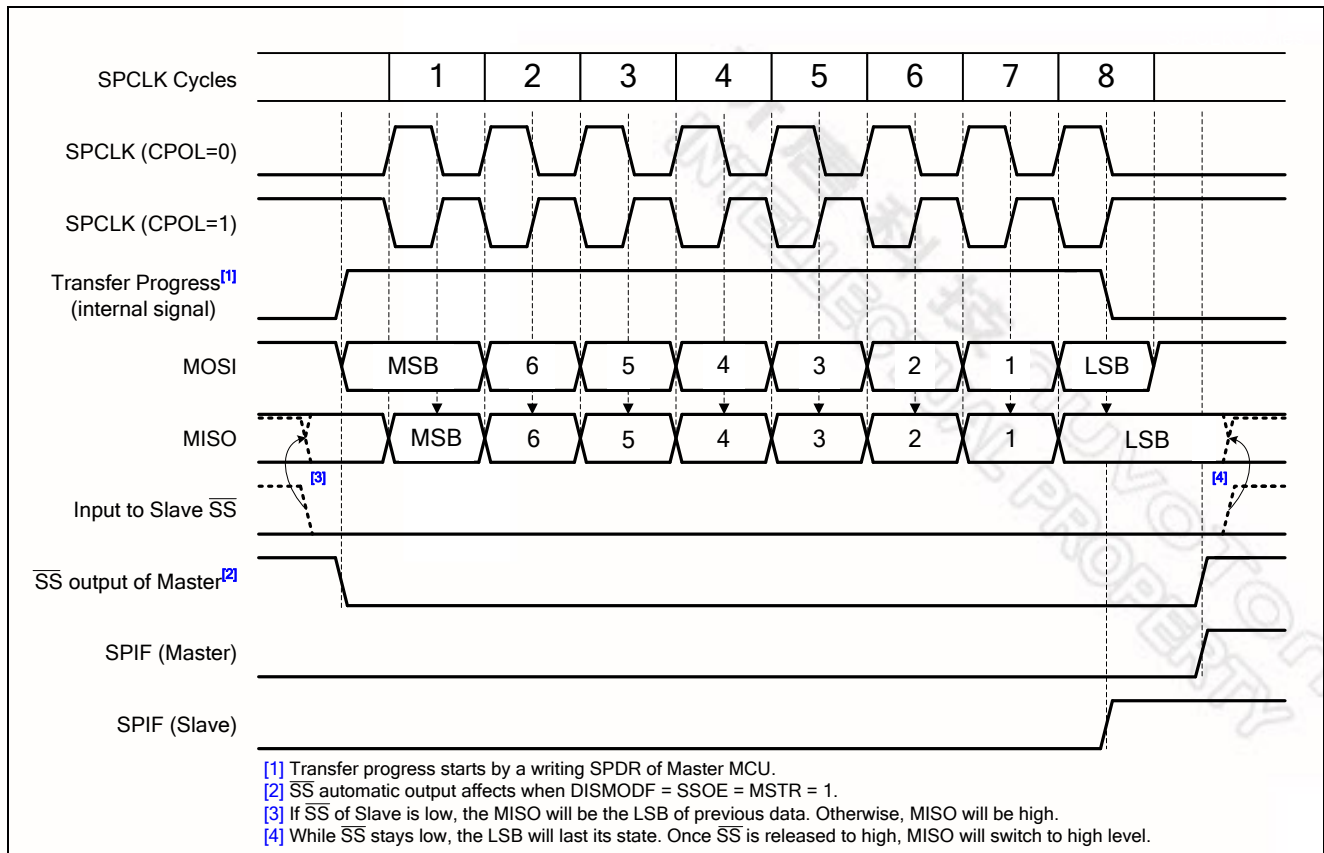 SPCLK Cycles 1 2 3 4 5 6 7 8
SPCLK (CPOL=0)
SPCLK (CPOL=1)
Transfer Progress[1]
(internal signal)
MOSI MSB 6 5 4 3 2 1 LSB
MISO MSB 6 5 4 3 2 1 LSB
[3] [4]
Input to Slave SS
SS output of Master[2]
SPIF (Master)
SPIF (Slave)
[1] Transfer progress starts by a writing SPDR of Master MCU.
[2] SS automatic output affects when DISMODF = SSOE = MSTR = 1.
[3] If SS of Slave is low, the MISO will be the LSB of previous data. Otherwise, MISO will be high.
[4] While SS stays low, the LSB will last its state. Once SS is released to high, MISO will switch to high level.
科技 nuvoTon
INTELLECTUAL PROPERTY